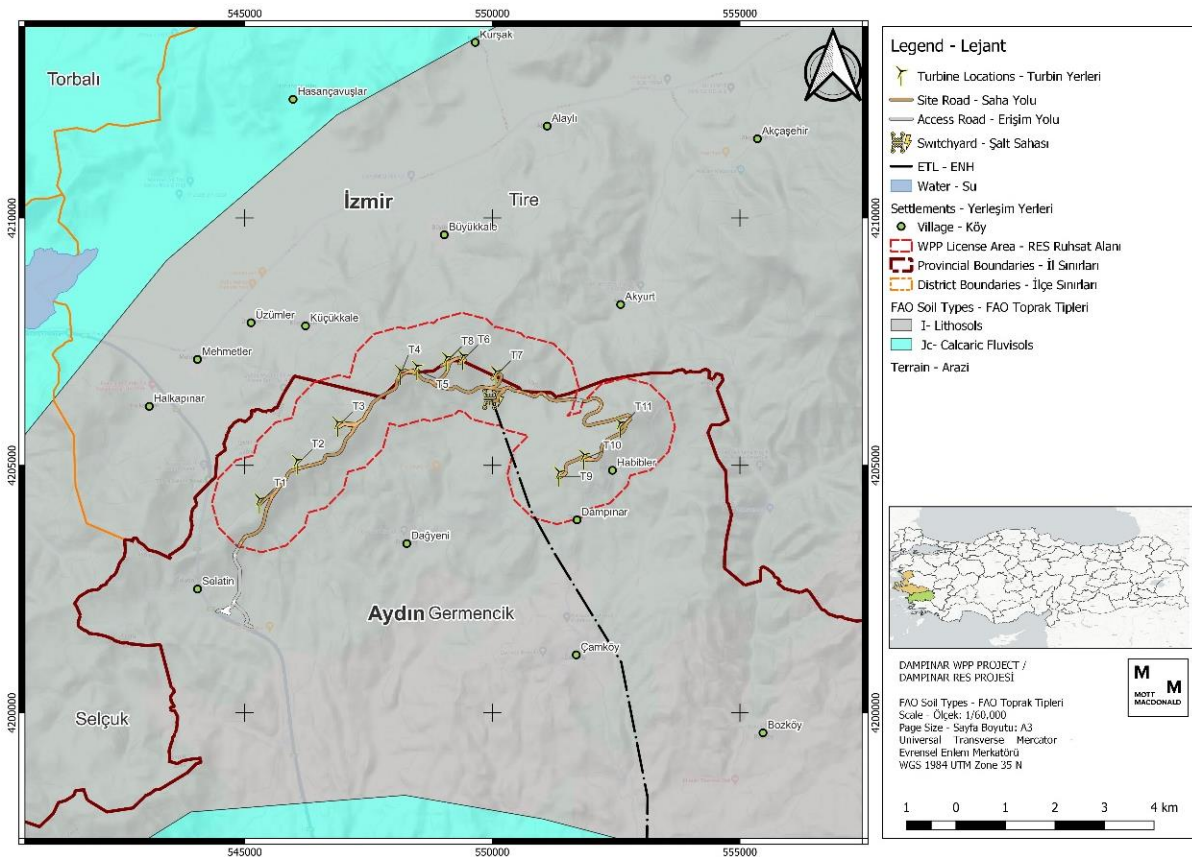 545000
550000
555000
Kurşak
Torbalı
Hasançavuşlar
Alaylı
Akçaşehir
4210000
İzmir
Tire
4210000
Büyükkale
Akyurt
Üzümler
Küçükkale
Mehmetler
T4
T8
T6
T7
Halkapınar
T5
T3
T11
T2
T10
4205000
Habibler
4205000
T1
T9
Dampınar
Dağyeni
Selatin
Aydın Germencik
Çamköy
Selçuk
4200000
Bozköy
4200000
545000
550000
555000
Legend - Lejant
Turbine Locations - Turbin Yerleri
Site Road - Saha Yolu
Access Road - Erişim Yolu
Switchyard - Şalt Sahası
ETL - ENH
Water - Su
Settlements - Yerleşim Yerleri
Village - Köy
WPP License Area - RES Ruhsat Alanı
Provincial Boundaries - İl Sınırları
District Boundaries - İlçe Sınırları
FAO Soil Types - FAO Toprak Tipleri
I- Lithosols
Jc- Calcaric Fluvisols
Terrain - Arazi
DAMPINAR WPP PROJECT /
DAMPINAR RES PROJESİ
M
M
MOTT
MACDONALD
FAO Soil Types - FAO Toprak Tipleri
Scale - Ölçek: 1/60.000
Page Size - Sayfa Boyutu: A3
Universal Transverse Mercator -
Evrensel Enlem Merkatörü
WGS 1984 UTM Zone 35 N
1 0 1 2 3 4 km